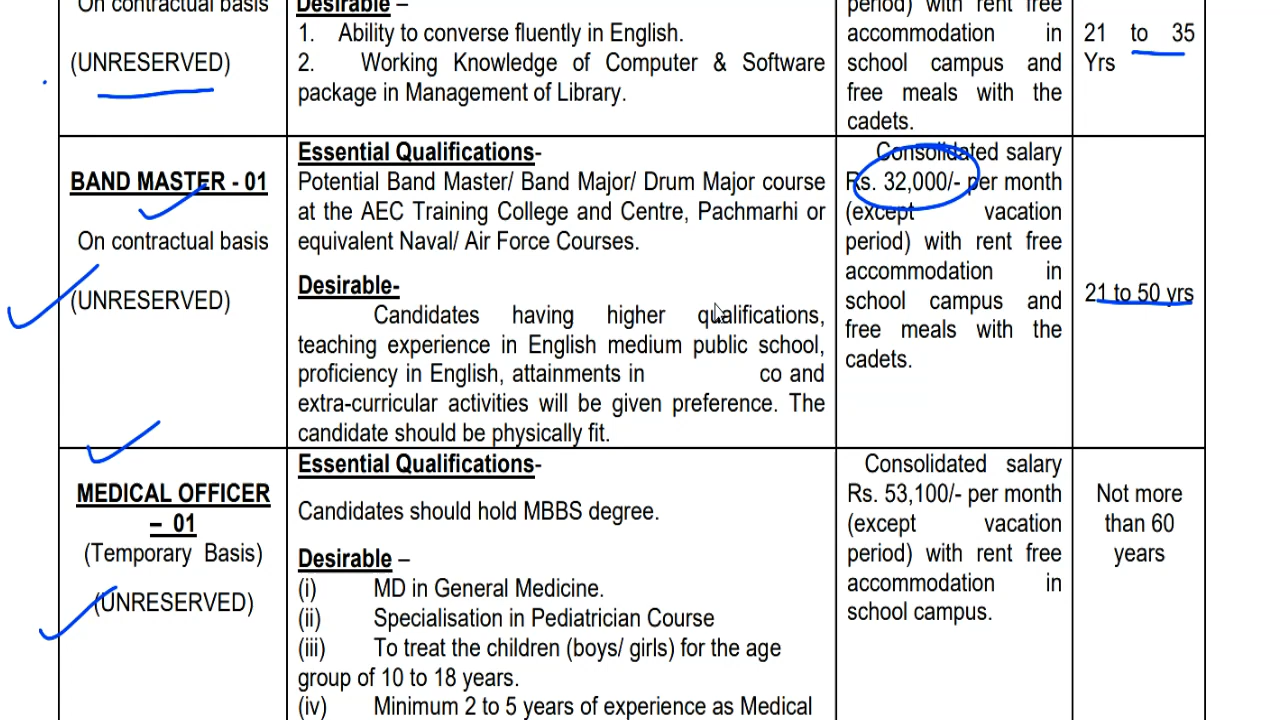 On contractual basis
(UNRESERVED)
Desirable –
1. Ability to converse fluently in English.
2. Working Knowledge of Computer & Software
package in Management of Library.
period) with rent free
accommodation in
school campus and
free meals with the
cadets.
21 to 35
Yrs
BAND MASTER - 01
On contractual basis
(UNRESERVED)
Essential Qualifications-
Potential Band Master/ Band Major/ Drum Major course
at the AEC Training College and Centre, Pachmarhi or
equivalent Naval/ Air Force Courses.
Desirable-
Candidates having higher qualifications,
teaching experience in English medium public school,
proficiency in English, attainments in co and
extra-curricular activities will be given preference. The
candidate should be physically fit.
Consolidated salary
Rs. 32,000/- per month
(except vacation
period) with rent free
accommodation in
school campus and
free meals with the
cadets.
21 to 50 yrs
MEDICAL OFFICER
– 01
(Temporary Basis)
(UNRESERVED)
Essential Qualifications-
Candidates should hold MBBS degree.
Desirable –
(i) MD in General Medicine.
(ii) Specialisation in Pediatrician Course
(iii) To treat the children (boys/ girls) for the age
group of 10 to 18 years.
(iv) Minimum 2 to 5 years of experience as Medical
Consolidated salary
Rs. 53,100/- per month
(except vacation
period) with rent free
accommodation in
school campus.
Not more
than 60
years